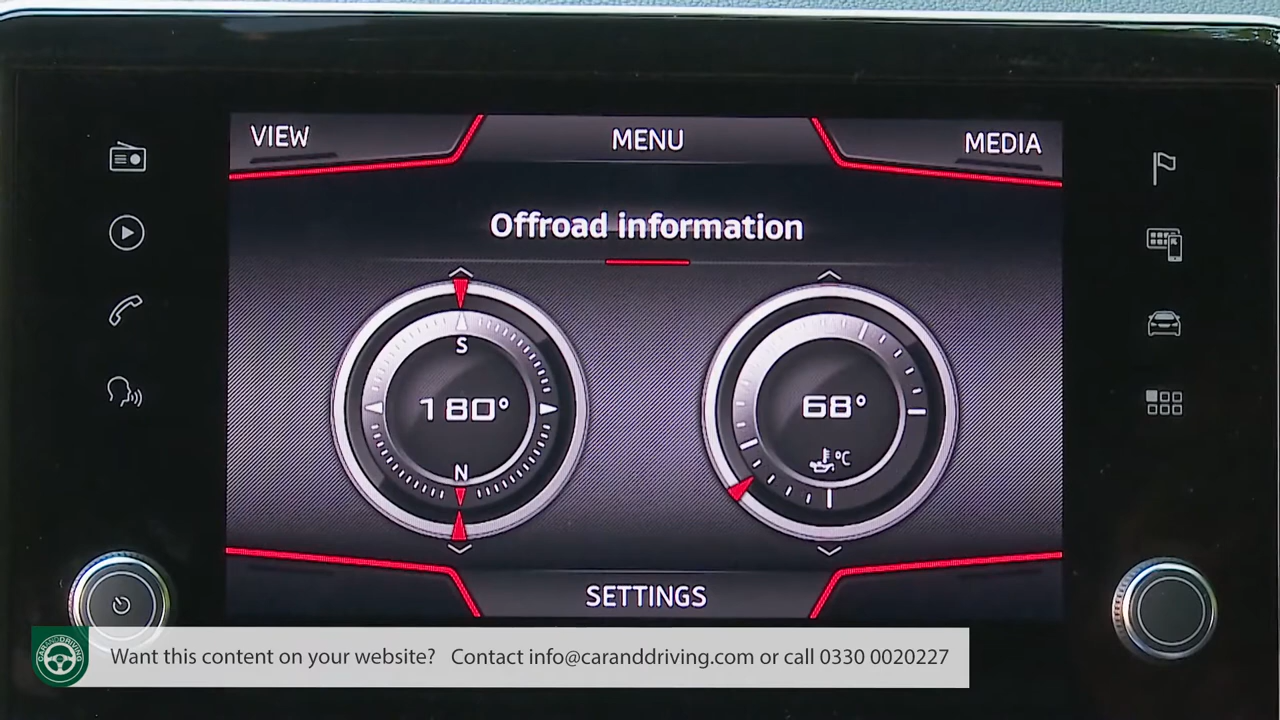 VIEW
MENU
MEDIA
Offroad information
S
180°
N
68°
°C
SETTINGS
CARANDDRIVING
Want this content on your website? Contact info@caranddriving.com or call 0330 0020227